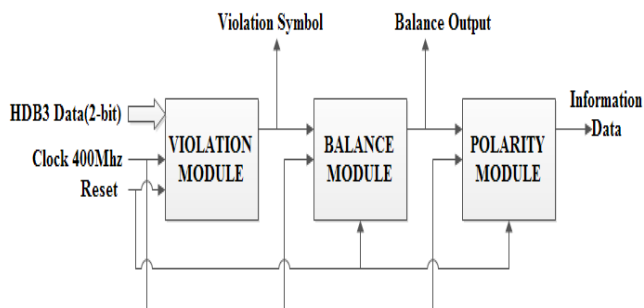 Violation Symbol
Balance Output
HDB3 Data(2-bit)
Clock 400Mhz
Reset
VIOLATION
MODULE
BALANCE
MODULE
POLARITY
MODULE
Information
Data